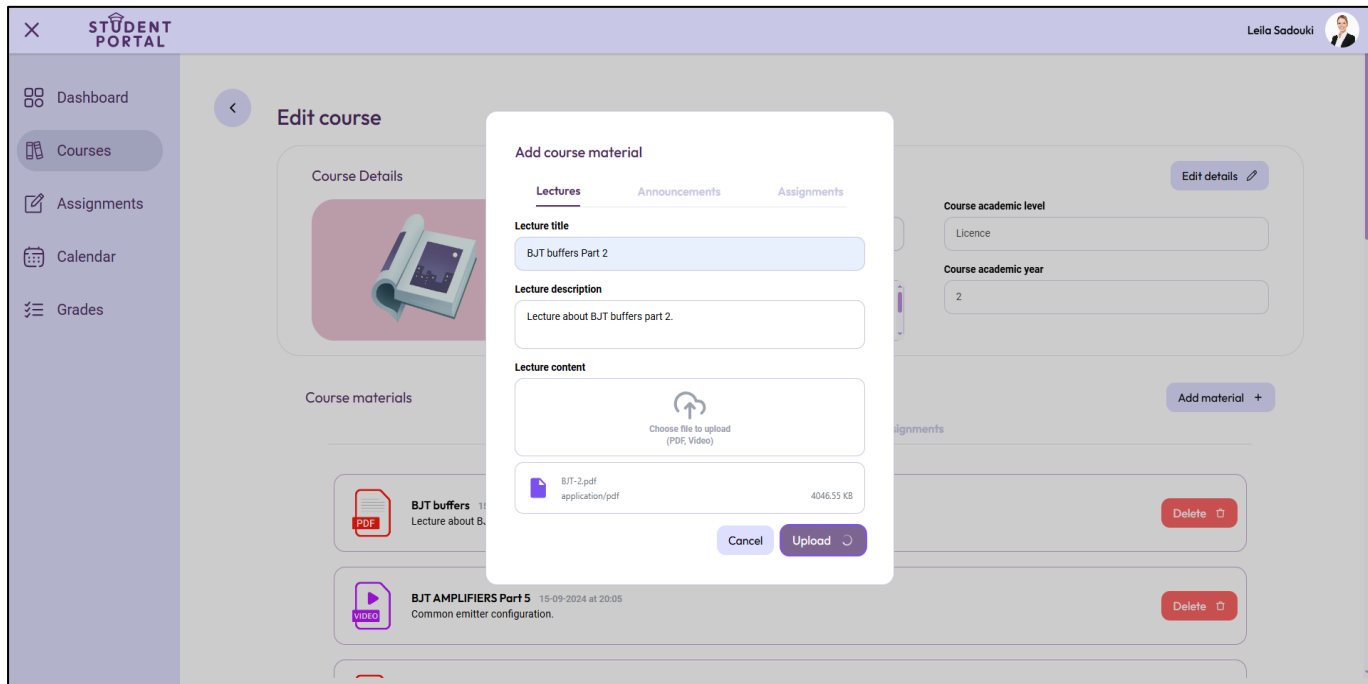 STUDENT
PORTAL
Leila Sadouki
Dashboard
Courses
Assignments
Calendar
Grades
Edit course
Course Details
Edit details
Course academic level
Licence
Course academic year
2
Add course material
Lectures Announcements Assignments
Lecture title
BJT buffers Part 2
Lecture description
Lecture about BJT buffers part 2.
Lecture content
Choose file to upload
(PDF, Video)
BJT-2.pdf
application/pdf
4046.55 KB
Cancel
Upload
Course materials
Add material +
PDF
BJT buffers
Lecture about
Delete
VIDEO
BJT AMPLIFIERS Part 5 15-09-2024 at 20:05
Common emitter configuration.
Delete